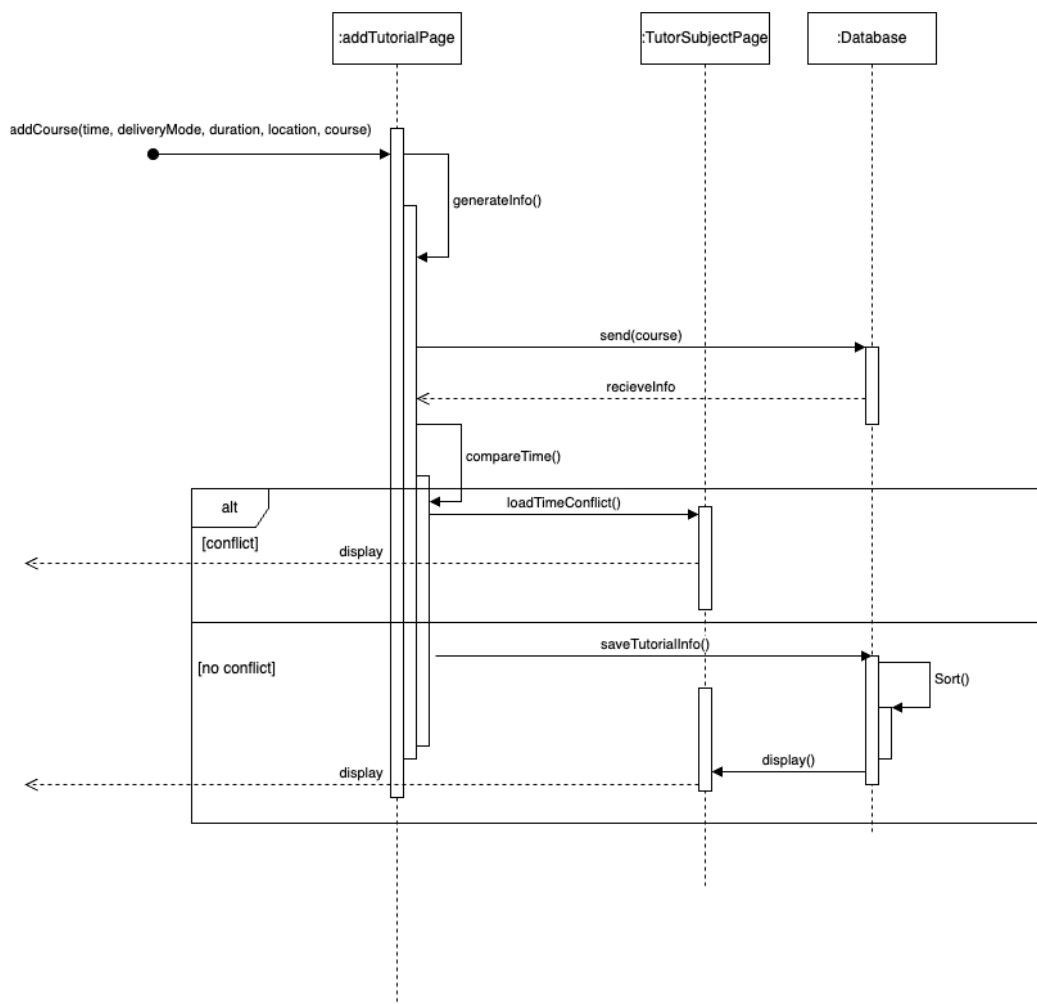 :addTutorialPage
:TutorSubjectPage
:Database
addCourse(time, deliveryMode, duration, location, course)
generateInfo()
send(course)
recieveInfo
compareTime()
alt
loadTimeConflict()
[conflict]
display
saveTutorialInfo()
[no conflict]
Sort()
display()
display